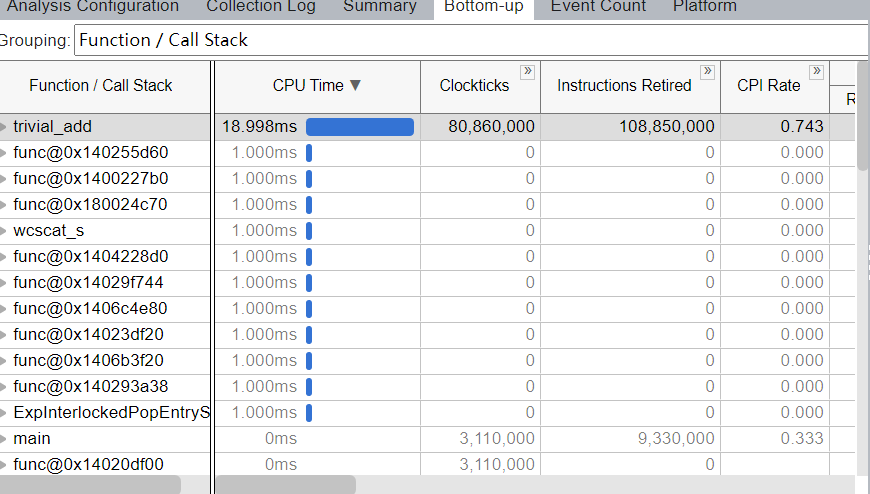 Analysis Configuration Collection Log Summary Bottom-up Event Count Platform
Grouping: Function / Call Stack
Function / Call Stack CPU Time ▼ Clockticks » Instructions Retired » CPI Rate » R
trivial_add 18.998ms 80,860,000 108,850,000 0.743
func@0x140255d60 1.000ms 0 0 0.000
func@0x1400227b0 1.000ms 0 0 0.000
func@0x180024c70 1.000ms 0 0 0.000
wcscat_s 1.000ms 0 0 0.000
func@0x1404228d0 1.000ms 0 0 0.000
func@0x14029f744 1.000ms 0 0 0.000
func@0x1406c4e80 1.000ms 0 0 0.000
func@0x14023df20 1.000ms 0 0 0.000
func@0x1406b3f20 1.000ms 0 0 0.000
func@0x140293a38 1.000ms 0 0 0.000
ExpInterlockedPopEntryS 1.000ms 0 0 0.000
main 0ms 3,110,000 9,330,000 0.333
func@0x14020df00 0ms 3,110,000 0